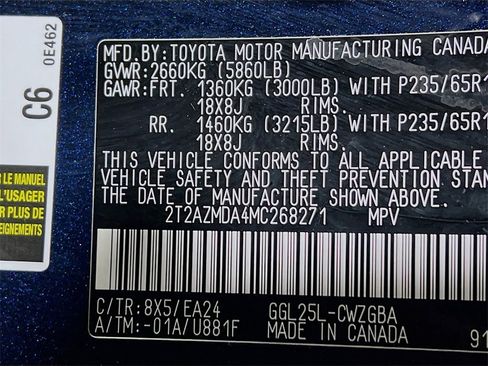 0E462
C6
R LE MANUEL
L'USAGER
OUR PLUS DE
EIGNEMENTS
MFD.BY:TOYOTA MOTOR MANUFACTURING CANADA
GVWR:2660KG (5860LB)
GAWR:FRT. 1360KG (3000LB) WITH P235/65R1
18X8J RIMS.
RR. 1460KG (3215LB) WITH P235/65R1
18X8J RIMS.
THIS VEHICLE CONFORMS TO ALL APPLICABLE
VEHICLE SAFETY AND THEFT PREVENTION STAN
THE DATE OF MANUFACTURE SHOWN ABOVE.
2T2AZMDA4MC268271 MPV
C/TR:8X5/EA24 GGL25L-CWZGBA
A/TM:-01A/U881F MADE IN CANADA 91